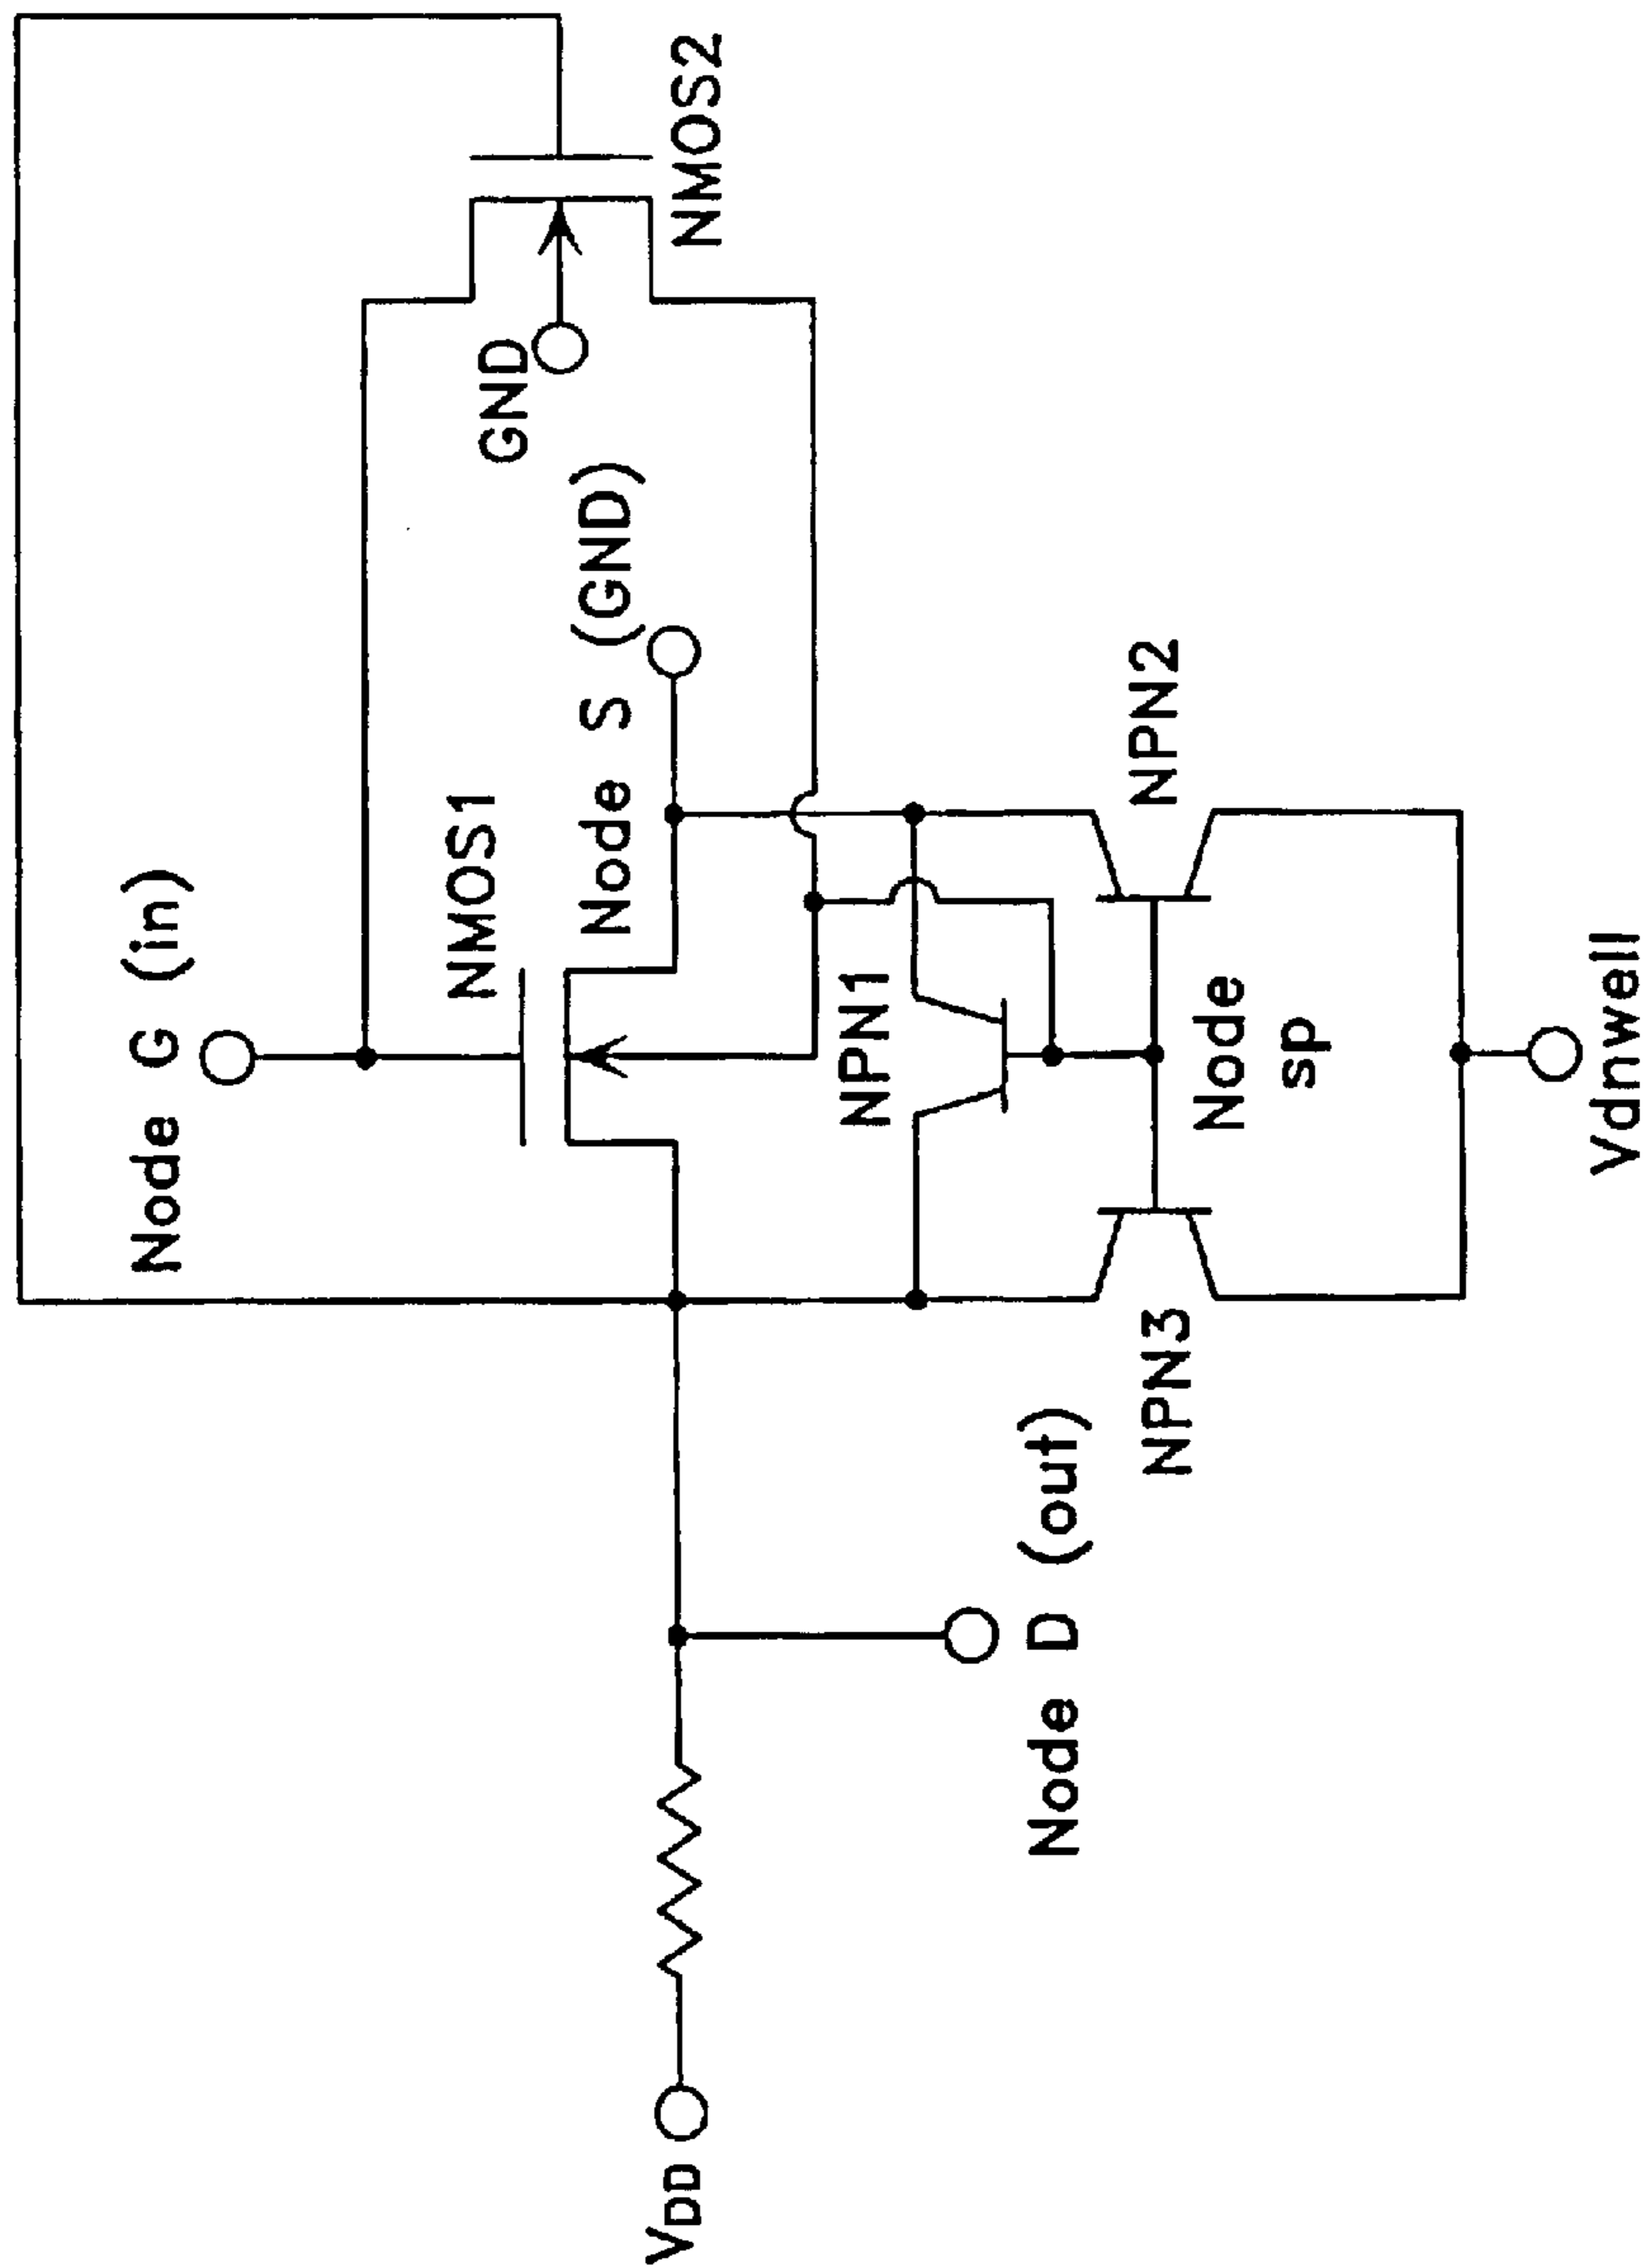 NMOS2
GND
Node S (GND)
Node G (in)
NMOS1
NPN1
NPN2
Node
sp
Vdnwell
NPN3
Node D (out)
VDD